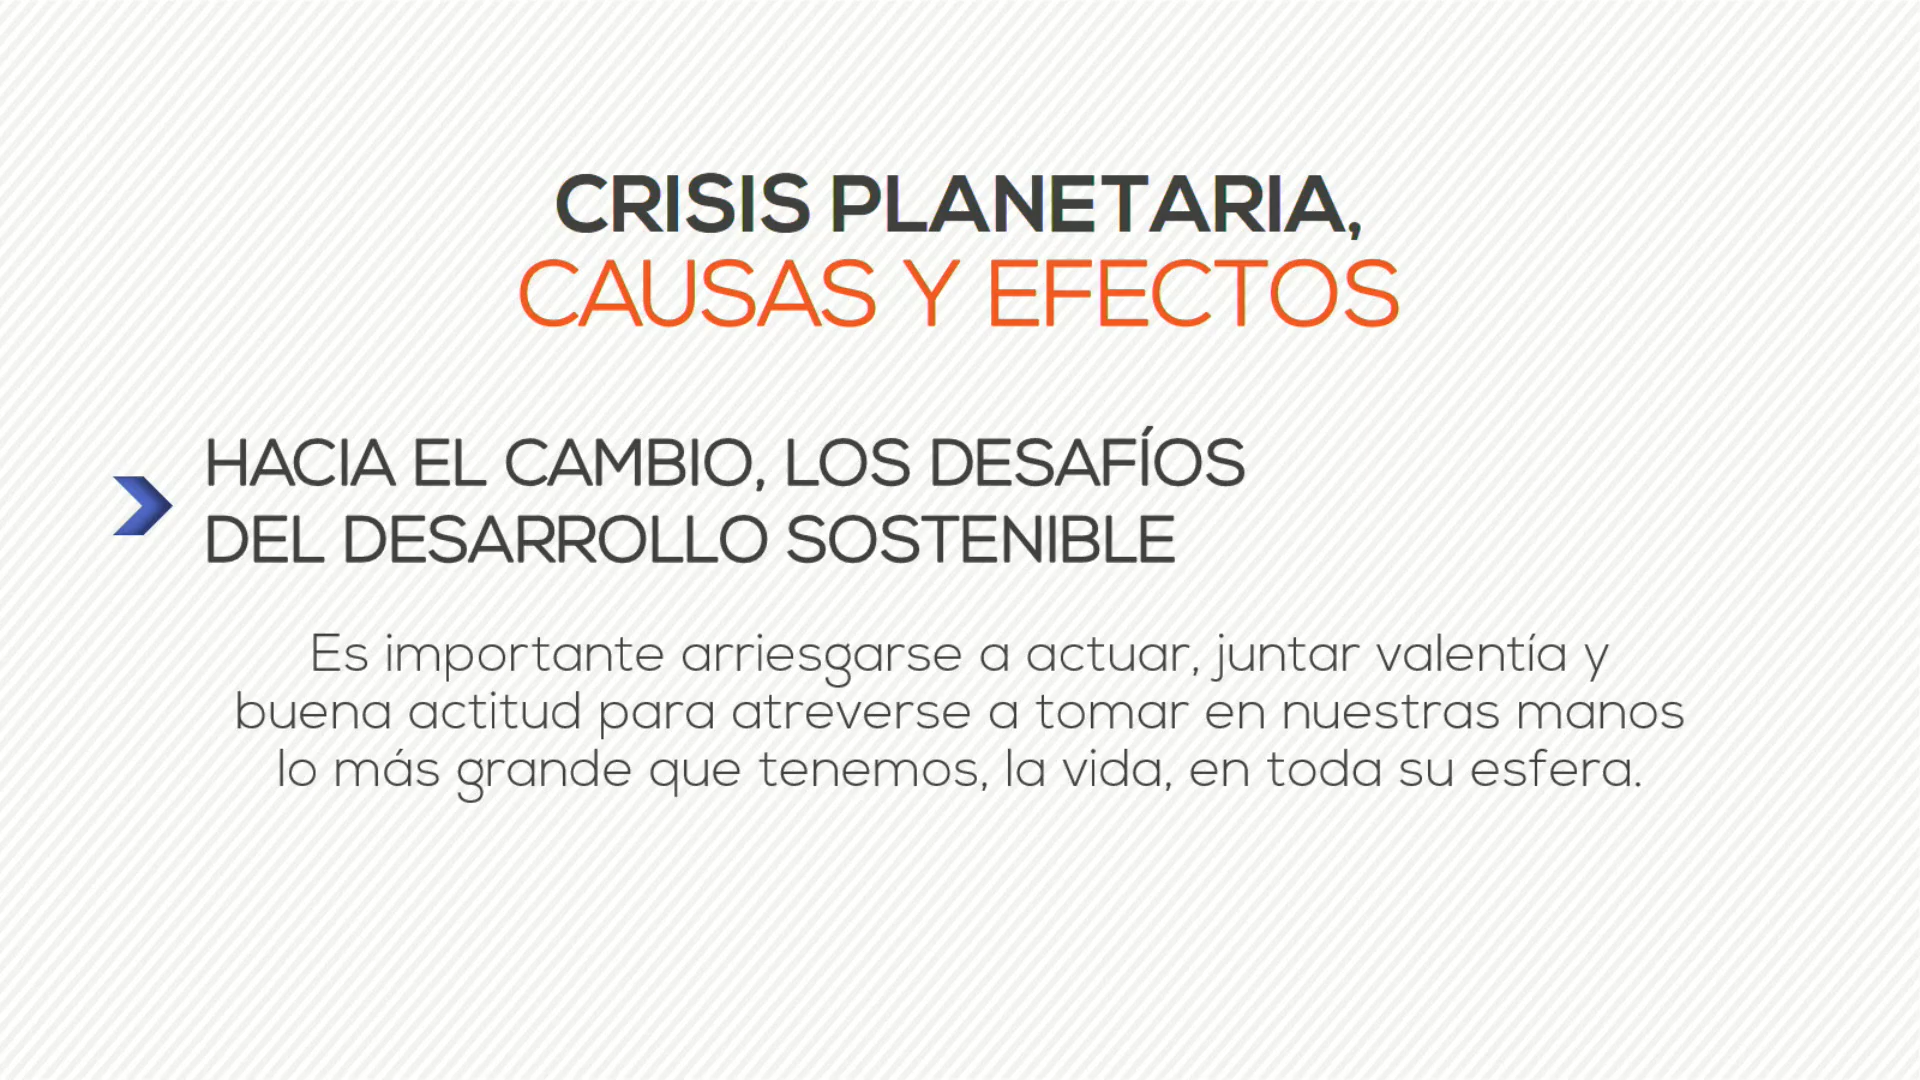 CRISIS PLANETARIA,
CAUSAS Y EFECTOS
HACIA EL CAMBIO, LOS DESAFÍOS
DEL DESARROLLO SOSTENIBLE
Es importante arriesgarse a actuar, juntar valentía y
buena actitud para atreverse a tomar en nuestras manos
lo más grande que tenemos, la vida, en toda su esfera.